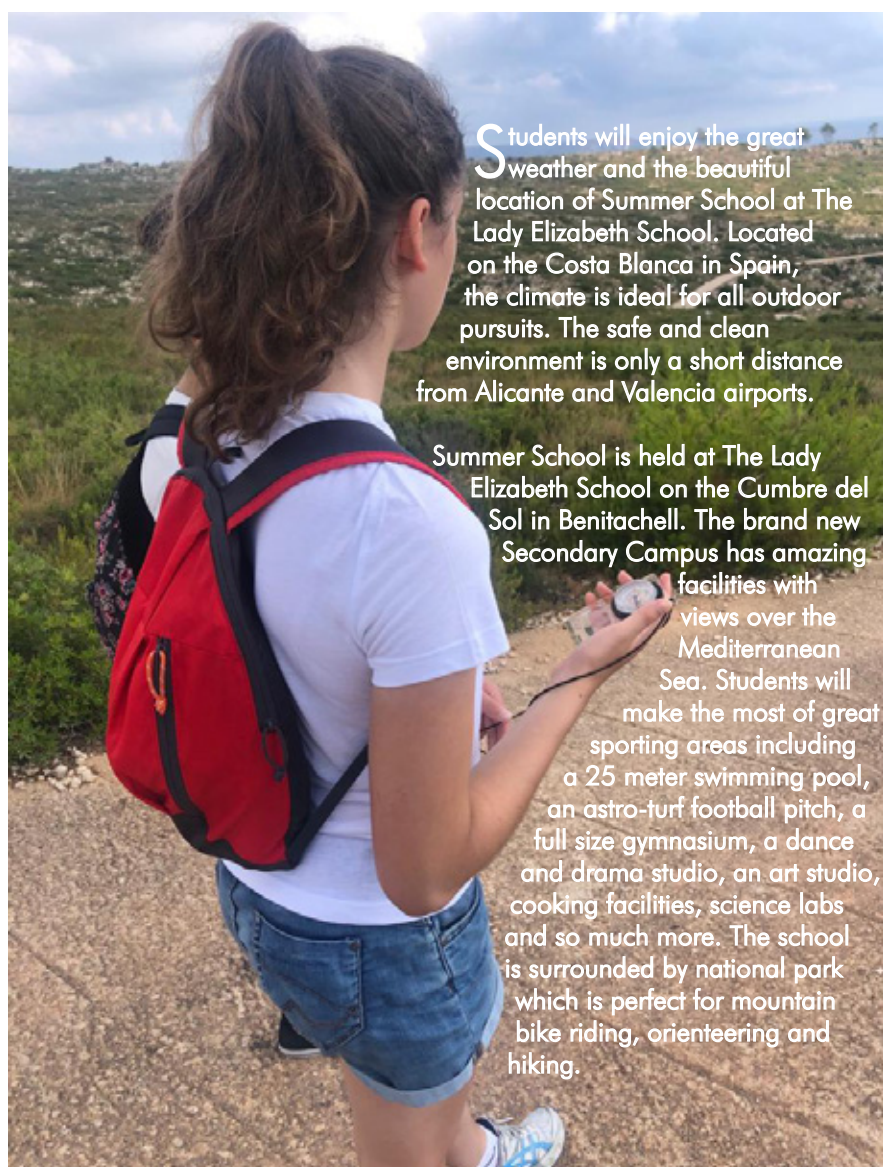 Students will enjoy the great
weather and the beautiful
location of Summer School at The
Lady Elizabeth School. Located
on the Costa Blanca in Spain,
the climate is ideal for all outdoor
pursuits. The safe and clean
environment is only a short distance
from Alicante and Valencia airports.
Summer School is held at The Lady
Elizabeth School on the Cumbre del
Sol in Benitachell. The brand new
Secondary Campus has amazing
facilities with
views over the
Mediterranean
Sea. Students will
make the most of great
sporting areas including
a 25 meter swimming pool,
an astro-turf football pitch, a
full size gymnasium, a dance
and drama studio, an art studio,
cooking facilities, science labs
and so much more. The school
is surrounded by national park
which is perfect for mountain
bike riding, orienteering and
hiking.